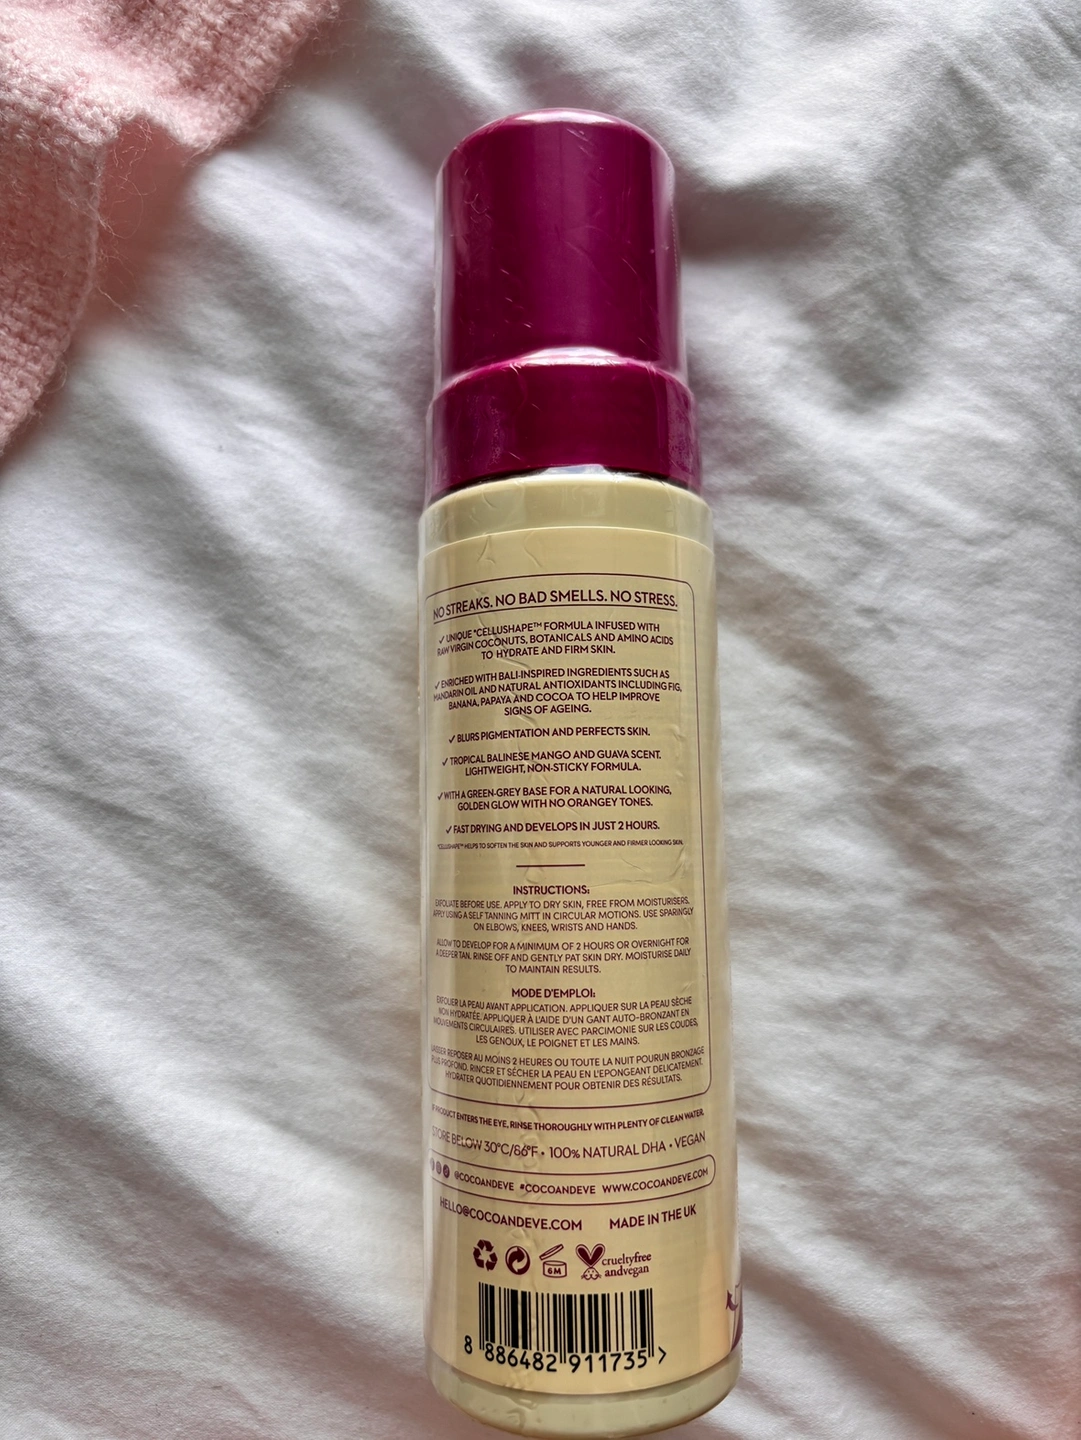 NO STREAKS. NO BAD SMELLS. NO STRESS.
✓ UNIQUE *CELLUSHAPE™ FORMULA INFUSED WITH
RAW VIRGIN COCONUTS, BOTANICALS AND AMINO ACIDS
TO HYDRATE AND FIRM SKIN.
✓ ENRICHED WITH BALI-INSPIRED INGREDIENTS SUCH AS
MANDARIN OIL AND NATURAL ANTIOXIDANTS INCLUDING FIG,
BANANA, PAPAYA AND COCOA TO HELP IMPROVE
SIGNS OF AGEING.
✓ BLURS PIGMENTATION AND PERFECTS SKIN.
✓ TROPICAL BALINESE MANGO AND GUAVA SCENT.
LIGHTWEIGHT, NON-STICKY FORMULA.
✓ WITH A GREEN-GREY BASE FOR A NATURAL LOOKING,
GOLDEN GLOW WITH NO ORANGEY TONES.
✓ FAST DRYING AND DEVELOPS IN JUST 2 HOURS.
*CELLUSHAPE™ HELPS TO SOFTEN THE SKIN AND SUPPORTS YOUNGER AND FIRMER LOOKING SKIN.
INSTRUCTIONS:
EXFOLIATE BEFORE USE. APPLY TO DRY SKIN, FREE FROM MOISTURISERS.
APPLY USING A SELF TANNING MITT IN CIRCULAR MOTIONS. USE SPARINGLY
ON ELBOWS, KNEES, WRISTS AND HANDS.
ALLOW TO DEVELOP FOR A MINIMUM OF 2 HOURS OR OVERNIGHT FOR
A DEEPER TAN. RINSE OFF AND GENTLY PAT SKIN DRY. MOISTURISE DAILY
TO MAINTAIN RESULTS.
MODE D'EMPLOI:
EXFOLIER LA PEAU AVANT APPLICATION. APPLIQUER SUR LA PEAU SÈCHE
NON HYDRATÉE. APPLIQUER À L'AIDE D'UN GANT AUTO-BRONZANT EN
MOUVEMENTS CIRCULAIRES. UTILISER AVEC PARCIMONIE SUR LES COUDES,
LES GENOUX, LE POIGNET ET LES MAINS.
LAISSER REPOSER AU MOINS 2 HEURES OU TOUTE LA NUIT POURUN BRONZAGE
PLUS PROFOND. RINCER ET SÉCHER LA PEAU EN L'EPONGEANT DELICATEMENT.
HYDRATER QUOTIDIENNEMENT POUR OBTENIR DES RÉSULTATS.
IF PRODUCT ENTERS THE EYE, RINSE THOROUGHLY WITH PLENTY OF CLEAN WATER.
STORE BELOW 30°C/86°F • 100% NATURAL DHA • VEGAN
@COCOANDEVE #COCOANDEVE WWW.COCOANDEVE.COM
HELLO@COCOANDEVE.COM MADE IN THE UK
6M
crueltyfree
andvegan
8 886482 911735 >